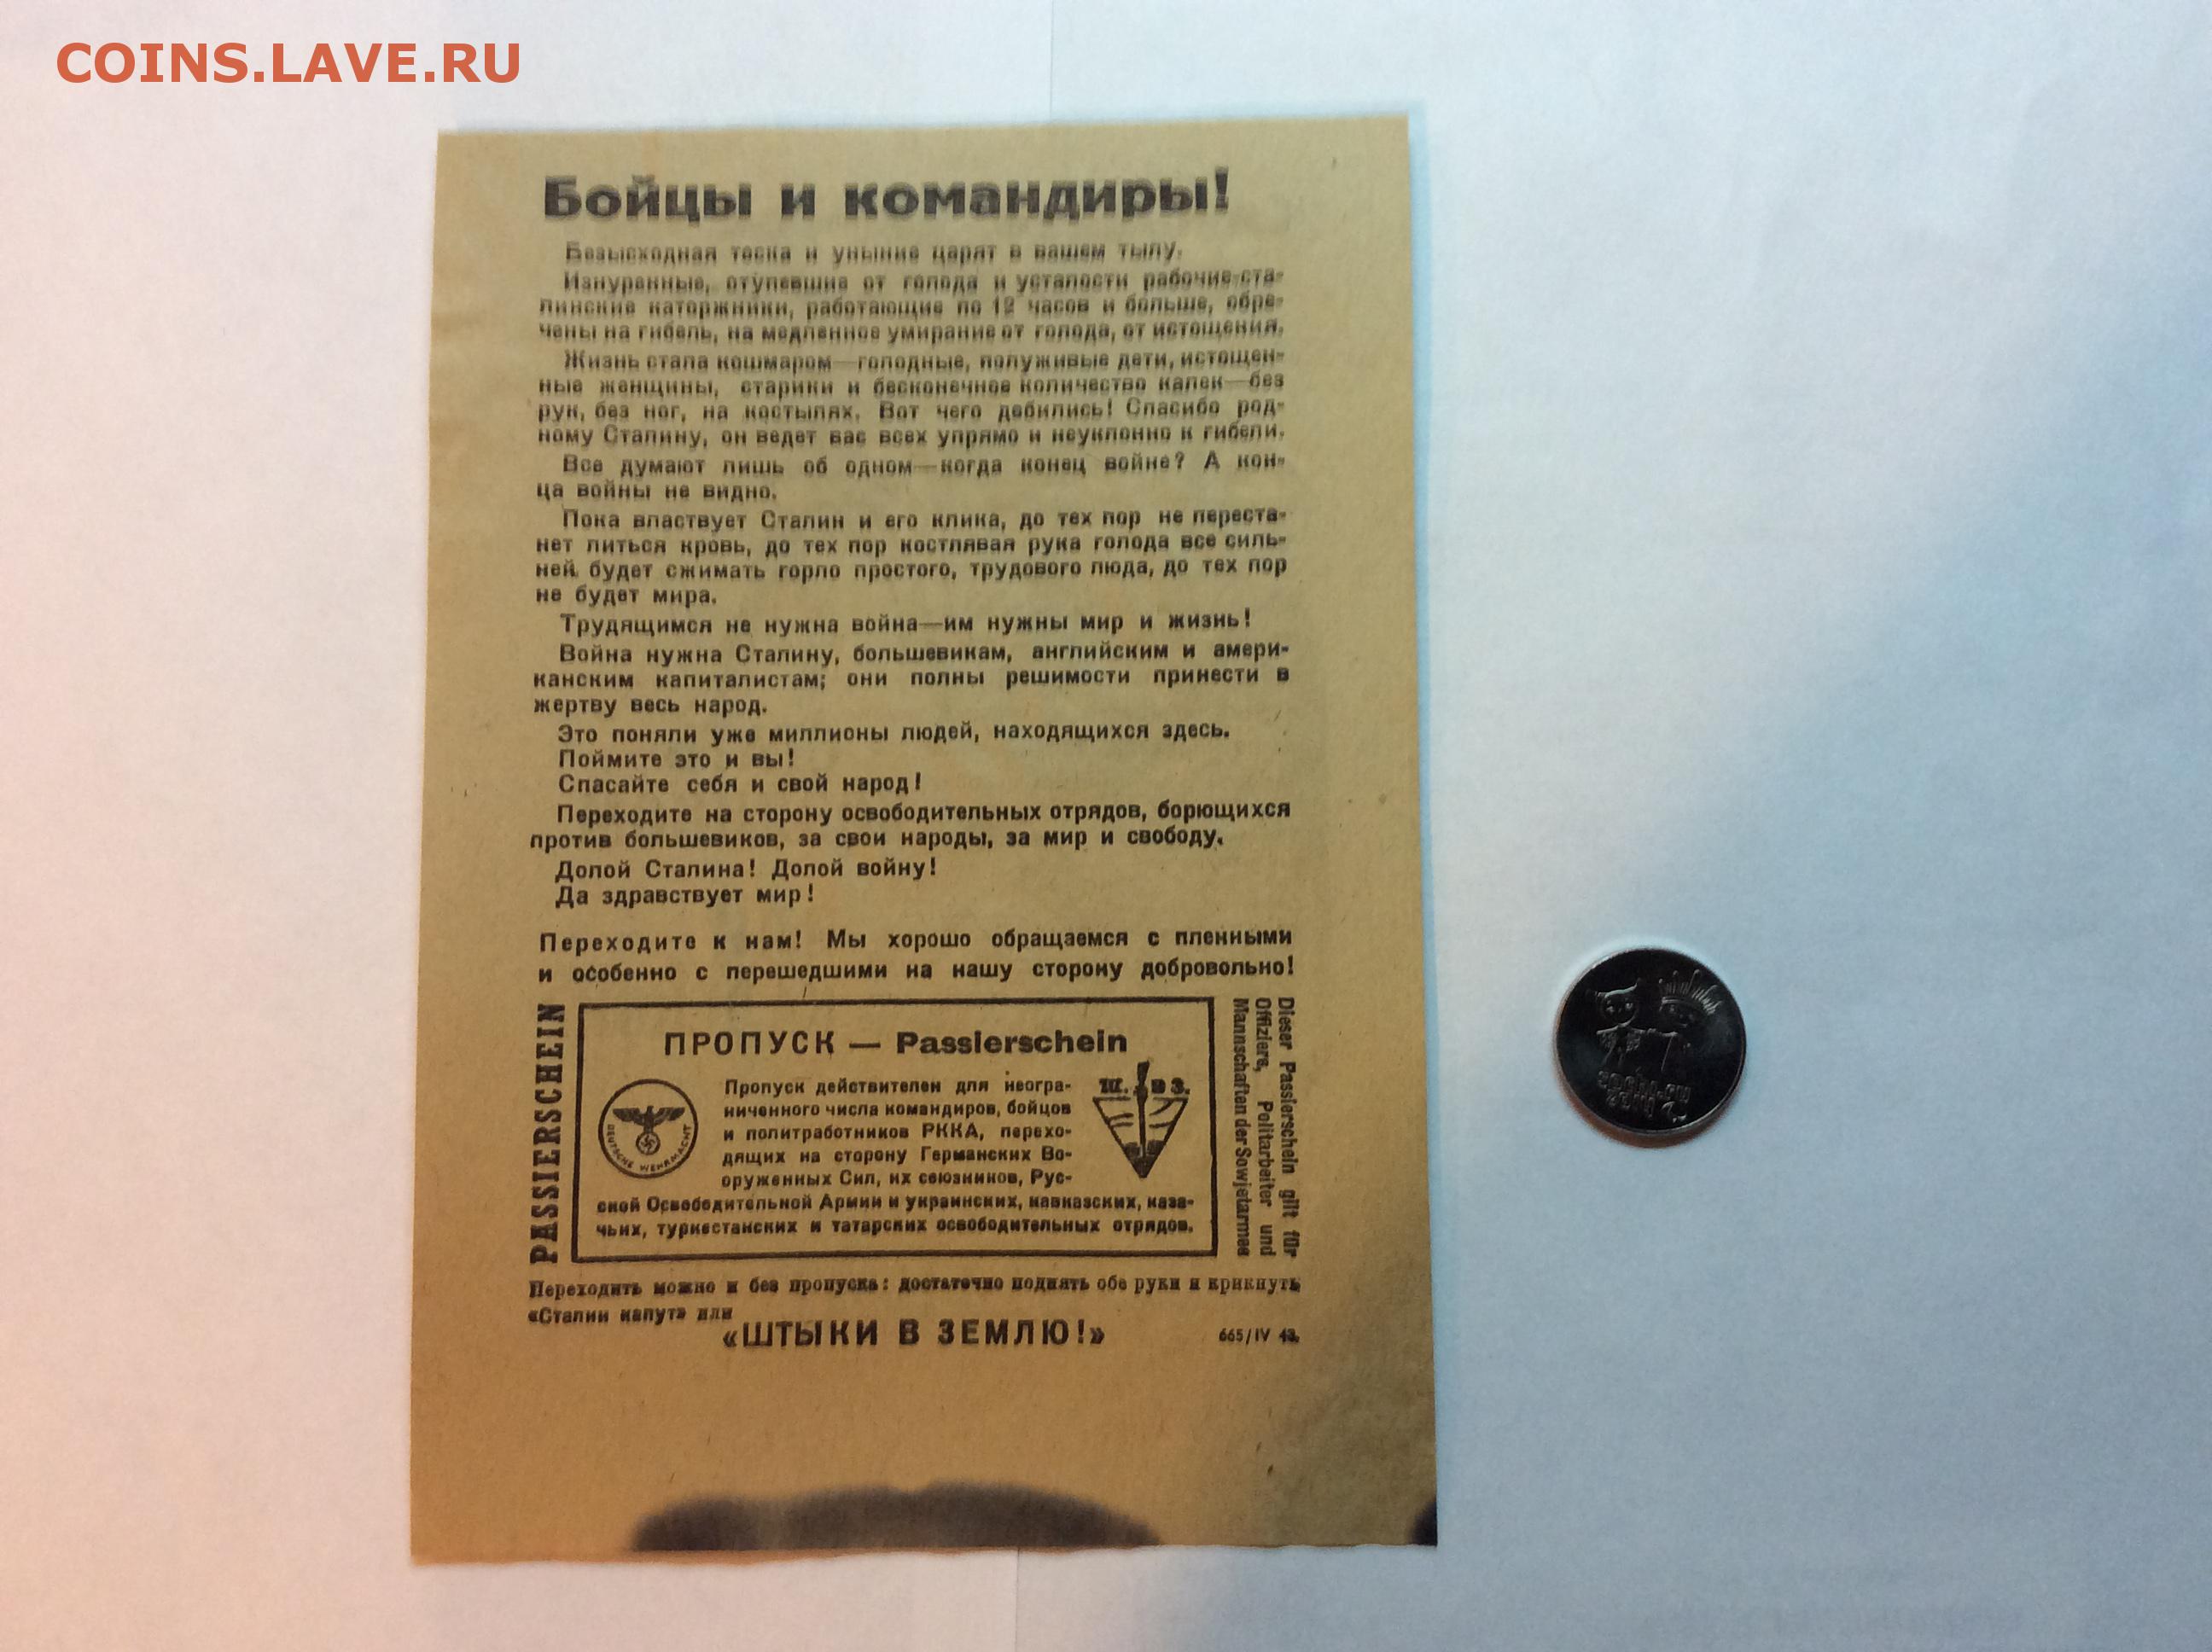 COINS.LAVE.RU
Бойцы и командиры!
Безысходная тоска и уныние царят в вашем тылу.
Изнуренные, отупевшие от голода и усталости рабочие-ста-
линские каторжники, работающие по 12 часов и больше, обре-
чены на гибель, на медленное умирание от голода, от истощения.
Жизнь стала кошмаром—голодные, полуживые дети, истощен-
ные женщины, старики и бесконечное количество калек—без
рук, без ног, на костылях. Вот чего добились! Спасибо род-
ному Сталину, он ведет вас всех упрямо и неуклонно к гибели.
Все думают лишь об одном—когда конец войне? А кон-
ца войны не видно.
Пока властвует Сталин и его клика, до тех пор не переста-
нет литься кровь, до тех пор костлявая рука голода все силь-
ней будет сжимать горло простого, трудового люда, до тех пор
не будет мира.
Трудящимся не нужна война—им нужны мир и жизнь!
Война нужна Сталину, большевикам, английским и амери-
канским капиталистам; они полны решимости принести в
жертву весь народ.
Это поняли уже миллионы людей, находящихся здесь.
Поймите это и вы!
Спасайте себя и свой народ!
Переходите на сторону освободительных отрядов, борющихся
против большевиков, за свои народы, за мир и свободу.
Долой Сталина! Долой войну!
Да здравствует мир!
Переходите к нам! Мы хорошо обращаемся с пленными
и особенно с перешедшими на нашу сторону добровольно!
PASSIERSCHEIN
ПРОПУСК — Passierschein
DEUTSCHE WEHRMACHT
Пропуск действителен для неогра-
ниченного числа командиров, бойцов
и политработников РККА, перехо-
дящих на сторону Германских Во-
оруженных Сил, их союзников, Рус-
ской Освободительной Армии и украинских, кавказских, каза-
чьих, туркестанских и татарских освободительных отрядов.
Ш. В З.
Dieser Passierschein gilt für
Offiziere, Politarbeiter und
Mannschaften der Sowjetarmee
Переходить можно и без пропуска: достаточно поднять обе руки и крикнуть
«Сталин капут» или
«ШТЫКИ В ЗЕМЛЮ!»
665/IV 43.